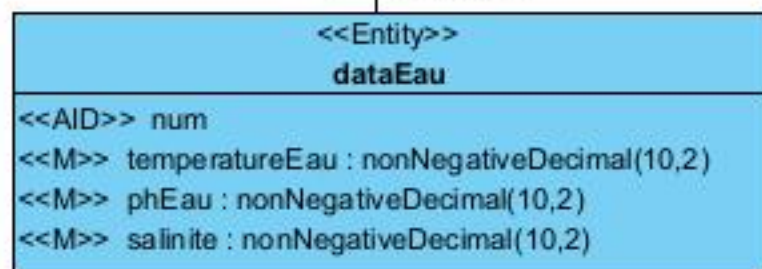 <<Entity>>
dataEau
<<AID>> num
<<M>> temperatureEau : nonNegativeDecimal(10,2)
<<M>> phEau : nonNegativeDecimal(10,2)
<<M>> salinite : nonNegativeDecimal(10,2)